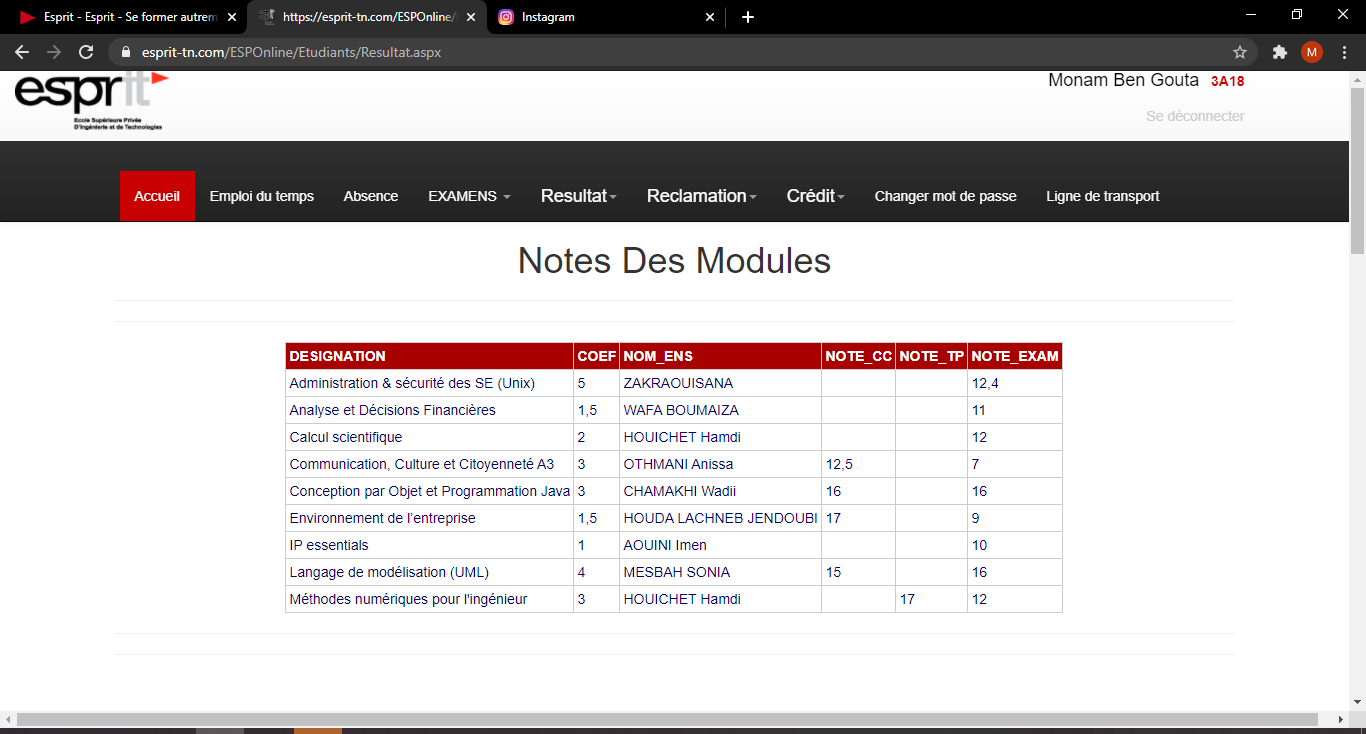 Esprit - Esprit - Se former autrem
https://esprit-tn.com/ESPOnline/
Instagram
esprit-tn.com/ESPOnline/Etudiants/Resultat.aspx
M
esprit
Ecole Supérieure Privée
D'Ingénierie et de Technologies
Monam Ben Gouta 3A18
Se déconnecter
Accueil Emploi du temps Absence EXAMENS Resultat Reclamation Crédit Changer mot de passe Ligne de transport
Notes Des Modules
DESIGNATION COEF NOM_ENS NOTE_CC NOTE_TP NOTE_EXAM
Administration & sécurité des SE (Unix) 5 ZAKRAOUISANA 12,4
Analyse et Décisions Financières 1,5 WAFA BOUMAIZA 11
Calcul scientifique 2 HOUICHET Hamdi 12
Communication, Culture et Citoyenneté A3 3 OTHMANI Anissa 12,5 7
Conception par Objet et Programmation Java 3 CHAMAKHI Wadii 16 16
Environnement de l'entreprise 1,5 HOUDA LACHNEB JENDOUBI 17 9
IP essentials 1 AOUINI Imen 10
Langage de modélisation (UML) 4 MESBAH SONIA 15 16
Méthodes numériques pour l'ingénieur 3 HOUICHET Hamdi 17 12